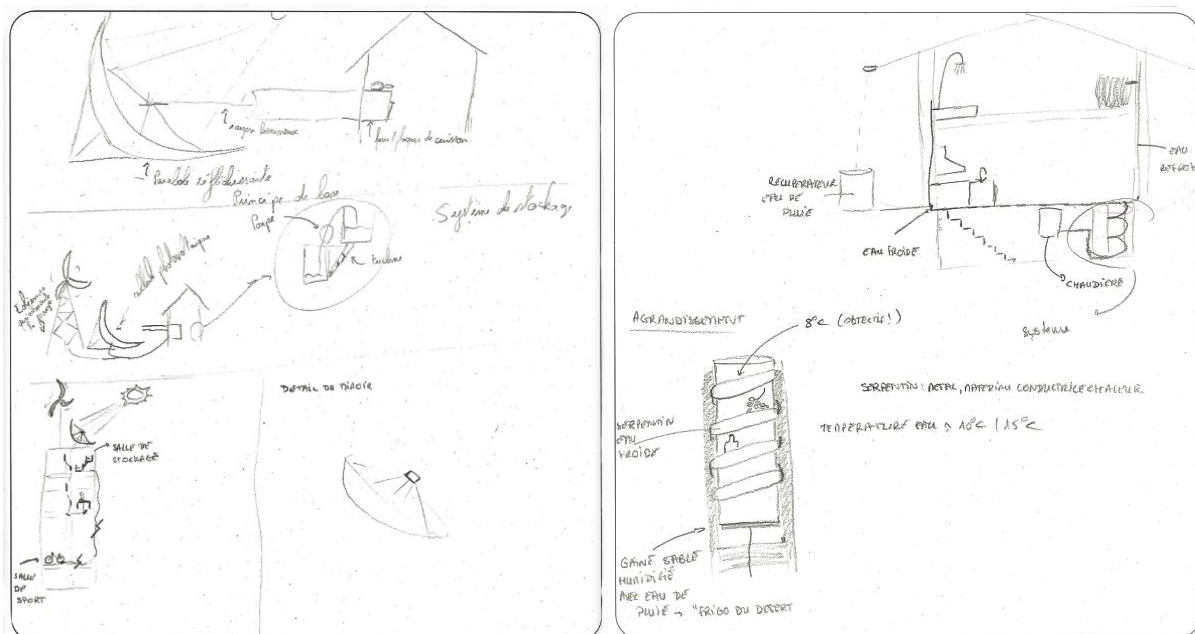 rayon lumineux
four / plaques de cuisson
Parabole réfléchissante
Principe de base
Système de stockage
Pompe
turbine
cellule photovoltaïque
Eolienne
DETAIL DU MIROIR
SALLE DE
STOCKAGE
SALLE
DE
SPORT
RECUPERATEUR
EAU DE
PLUIE
EAU
EAU FROIDE
CHAUDIÈRE
Système
AGRANDISSEMENT
8°C (OBJECTIF!)
SERPENTIN : METAL, MATERIAU CONDUCTRICE CHALEUR
SERPENTIN
EAU
FROIDE
TEMPERATURE EAU → 10°C / 15°C
GAINE SABLE
HUMIDIFIÉ
AVEC EAU DE
PLUIE → "FRIGO DU DESERT